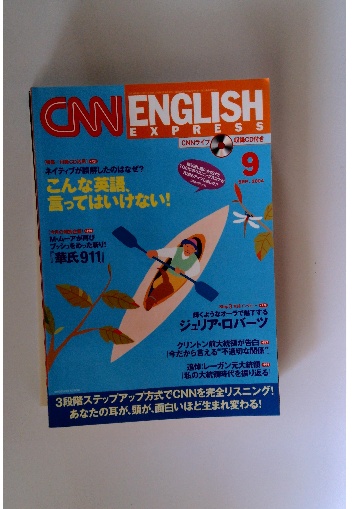 CNN ENGLISH
EXPRESS
CNNライブ 収録CD付き
9
ネイティブが誤解したのはなぜ?
こんな英語、
言ってはいけない!
M・ムーアが再び
ブッシュをめった斬り!
「華氏911」
輝くようなオーラで魅了する
ジュリア・ロバーツ
クリントン前大統領が告白
「今だから言える“不適切な関係”」
追悼:レーガン元大統領
「私の大統領時代を振り返る」
3段階ステップアップ方式でCNNを完全リスニング!
あなたの耳が、頭が、面白いほど生まれ変わる!